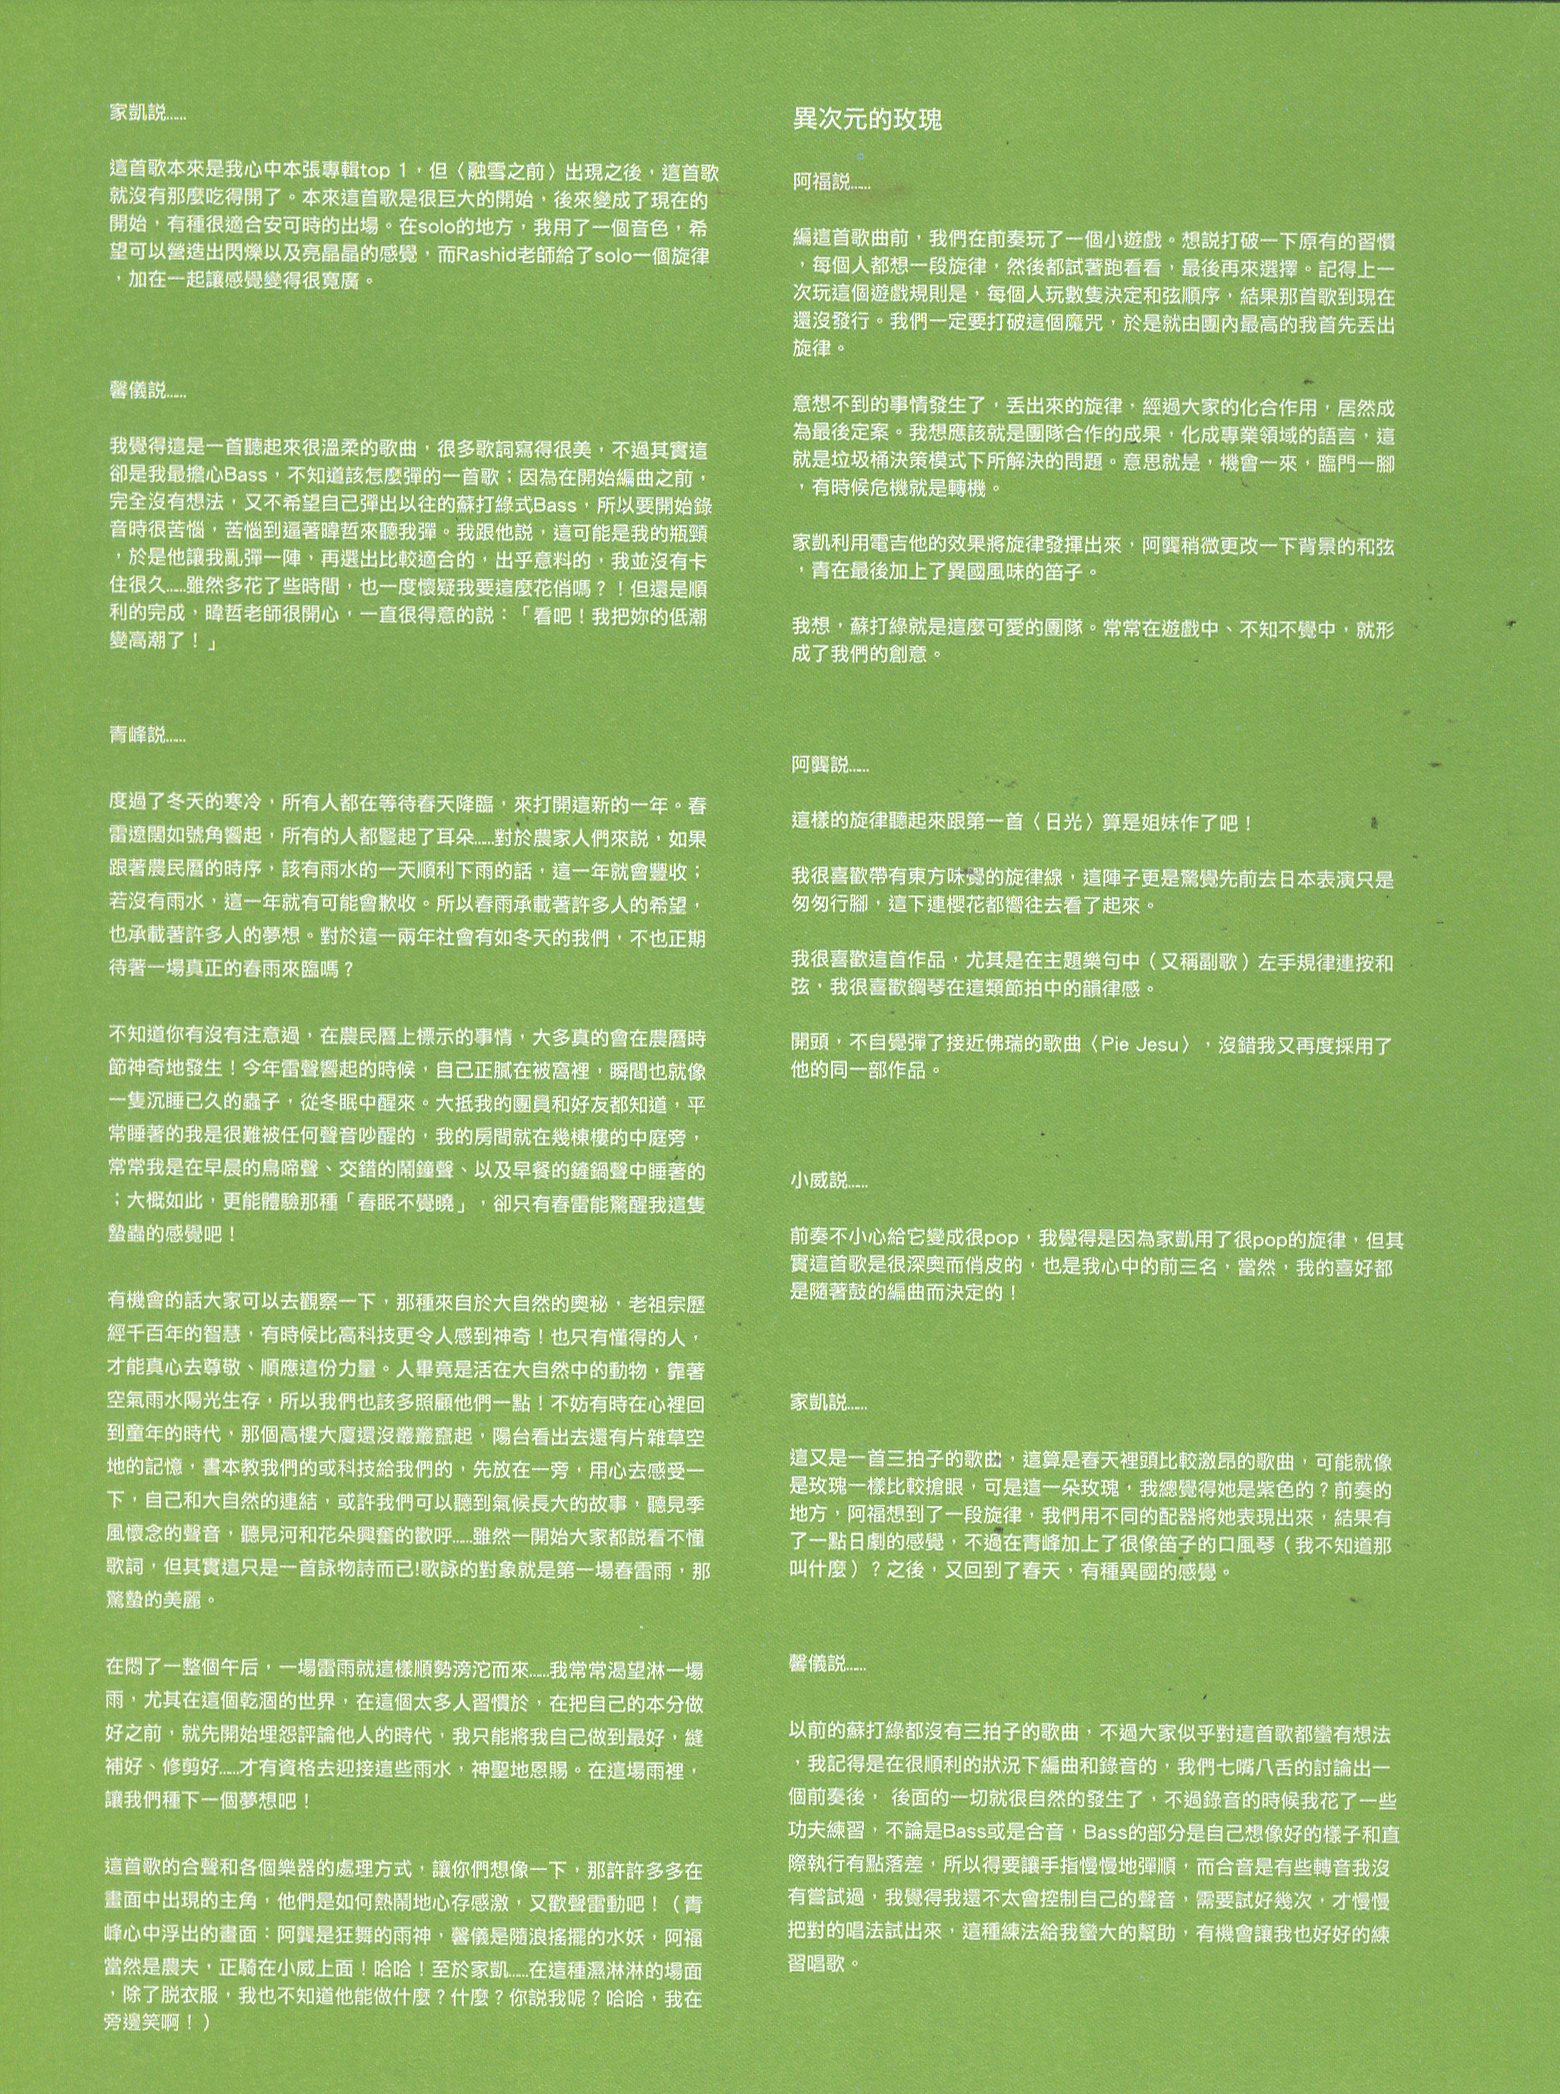 家凱説……
這首歌本來是我心中本張專輯top 1，但〈融雪之前〉出現之後，這首歌
就沒有那麼吃得開了。本來這首歌是很巨大的開始，後來變成了現在的
開始，有種很適合安可時的出場。在solo的地方，我用了一個音色，希
望可以營造出閃爍以及亮晶晶的感覺，而Rashid老師給了solo一個旋律
，加在一起讓感覺變得很寬廣。
馨儀説……
我覺得這是一首聽起來很溫柔的歌曲，很多歌詞寫得很美，不過其實這
卻是我最擔心Bass，不知道該怎麼彈的一首歌；因為在開始編曲之前，
完全沒有想法，又不希望自己彈出以往的蘇打綠式Bass，所以要開始錄
音時很苦惱，苦惱到逼著暐哲來聽我彈。我跟他説，這可能是我的瓶頸
，於是他讓我亂彈一陣，再選出比較適合的，出乎意料的，我並沒有卡
住很久……雖然多花了些時間，也一度懷疑我要這麼花俏嗎？！但還是順
利的完成，暐哲老師很開心，一直很得意的説：「看吧！我把妳的低潮
變高潮了！」
青峰説……
度過了冬天的寒冷，所有人都在等待春天降臨，來打開這新的一年。春
雷遼闊如號角響起，所有的人都豎起了耳朵……對於農家人們來説，如果
跟著農民曆的時序，該有雨水的一天順利下雨的話，這一年就會豐收；
若沒有雨水，這一年就有可能會歉收。所以春雨承載著許多人的希望，
也承載著許多人的夢想。對於這一兩年社會有如冬天的我們，不也正期
待著一場真正的春雨來臨嗎？
不知道你有沒有注意過，在農民曆上標示的事情，大多真的會在農曆時
節神奇地發生！今年雷聲響起的時候，自己正膩在被窩裡，瞬間也就像
一隻沉睡已久的蟲子，從冬眠中醒來。大抵我的團員和好友都知道，平
常睡著的我是很難被任何聲音吵醒的，我的房間就在幾棟樓的中庭旁，
常常我是在早晨的鳥啼聲、交錯的鬧鐘聲、以及早餐的鏟鍋聲中睡著的
；大概如此，更能體驗那種「春眠不覺曉」，卻只有春雷能驚醒我這隻
蟄蟲的感覺吧！
有機會的話大家可以去觀察一下，那種來自於大自然的奧秘，老祖宗歷
經千百年的智慧，有時候比高科技更令人感到神奇！也只有懂得的人，
才能真心去尊敬、順應這份力量。人畢竟是活在大自然中的動物，靠著
空氣雨水陽光生存，所以我們也該多照顧他們一點！不妨有時在心裡回
到童年的時代，那個高樓大廈還沒叢叢竄起，陽台看出去還有片雜草空
地的記憶，書本教我們的或科技給我們的，先放在一旁，用心去感受一
下，自己和大自然的連結，或許我們可以聽到氣候長大的故事，聽見季
風懷念的聲音，聽見河和花朵興奮的歡呼……雖然一開始大家都説看不懂
歌詞，但其實這只是一首詠物詩而已!歌詠的對象就是第一場春雷雨，那
驚蟄的美麗。
在悶了一整個午后，一場雷雨就這樣順勢滂沱而來……我常常渴望淋一場
雨，尤其在這個乾涸的世界，在這個太多人習慣於，在把自己的本分做
好之前，就先開始埋怨評論他人的時代，我只能將我自己做到最好，縫
補好、修剪好……才有資格去迎接這些雨水，神聖地恩賜。在這場雨裡，
讓我們種下一個夢想吧！
這首歌的合聲和各個樂器的處理方式，讓你們想像一下，那許許多多在
畫面中出現的主角，他們是如何熱鬧地心存感激，又歡聲雷動吧！（青
峰心中浮出的畫面：阿龔是狂舞的雨神，馨儀是隨浪搖擺的水妖，阿福
當然是農夫，正騎在小威上面！哈哈！至於家凱……在這種濕淋淋的場面
，除了脱衣服，我也不知道他能做什麼？什麼？你説我呢？哈哈，我在
旁邊笑啊！）
異次元的玫瑰
阿福説……
編這首歌曲前，我們在前奏玩了一個小遊戲。想説打破一下原有的習慣
，每個人都想一段旋律，然後都試著跑看看，最後再來選擇。記得上一
次玩這個遊戲規則是，每個人玩數隻決定和弦順序，結果那首歌到現在
還沒發行。我們一定要打破這個魔咒，於是就由團內最高的我首先丟出
旋律。
意想不到的事情發生了，丟出來的旋律，經過大家的化合作用，居然成
為最後定案。我想應該就是團隊合作的成果，化成專業領域的語言，這
就是垃圾桶決策模式下所解決的問題。意思就是，機會一來，臨門一腳
，有時候危機就是轉機。
家凱利用電吉他的效果將旋律發揮出來，阿龔稍微更改一下背景的和弦
，青在最後加上了異國風味的笛子。
我想，蘇打綠就是這麼可愛的團隊。常常在遊戲中、不知不覺中，就形
成了我們的創意。
阿龔説……
這樣的旋律聽起來跟第一首〈日光〉算是姐妹作了吧！
我很喜歡帶有東方味覺的旋律線，這陣子更是驚覺先前去日本表演只是
匆匆行腳，這下連櫻花都嚮往去看了起來。
我很喜歡這首作品，尤其是在主題樂句中（又稱副歌）左手規律連按和
弦，我很喜歡鋼琴在這類節拍中的韻律感。
開頭，不自覺彈了接近佛瑞的歌曲〈Pie Jesu〉，沒錯我又再度採用了
他的同一部作品。
小威説……
前奏不小心給它變成很pop，我覺得是因為家凱用了很pop的旋律，但其
實這首歌是很深奧而俏皮的，也是我心中的前三名，當然，我的喜好都
是隨著鼓的編曲而決定的！
家凱説……
這又是一首三拍子的歌曲，這算是春天裡頭比較激昂的歌曲，可能就像
是玫瑰一樣比較搶眼，可是這一朵玫瑰，我總覺得她是紫色的？前奏的
地方，阿福想到了一段旋律，我們用不同的配器將她表現出來，結果有
了一點日劇的感覺，不過在青峰加上了很像笛子的口風琴（我不知道那
叫什麼）？之後，又回到了春天，有種異國的感覺。
馨儀説……
以前的蘇打綠都沒有三拍子的歌曲，不過大家似乎對這首歌都蠻有想法
，我記得是在很順利的狀況下編曲和錄音的，我們七嘴八舌的討論出一
個前奏後， 後面的一切就很自然的發生了，不過錄音的時候我花了一些
功夫練習，不論是Bass或是合音，Bass的部分是自己想像好的樣子和直
際執行有點落差，所以得要讓手指慢慢地彈順，而合音是有些轉音我沒
有嘗試過，我覺得我還不太會控制自己的聲音，需要試好幾次，才慢慢
把對的唱法試出來，這種練法給我蠻大的幫助，有機會讓我也好好的練
習唱歌。